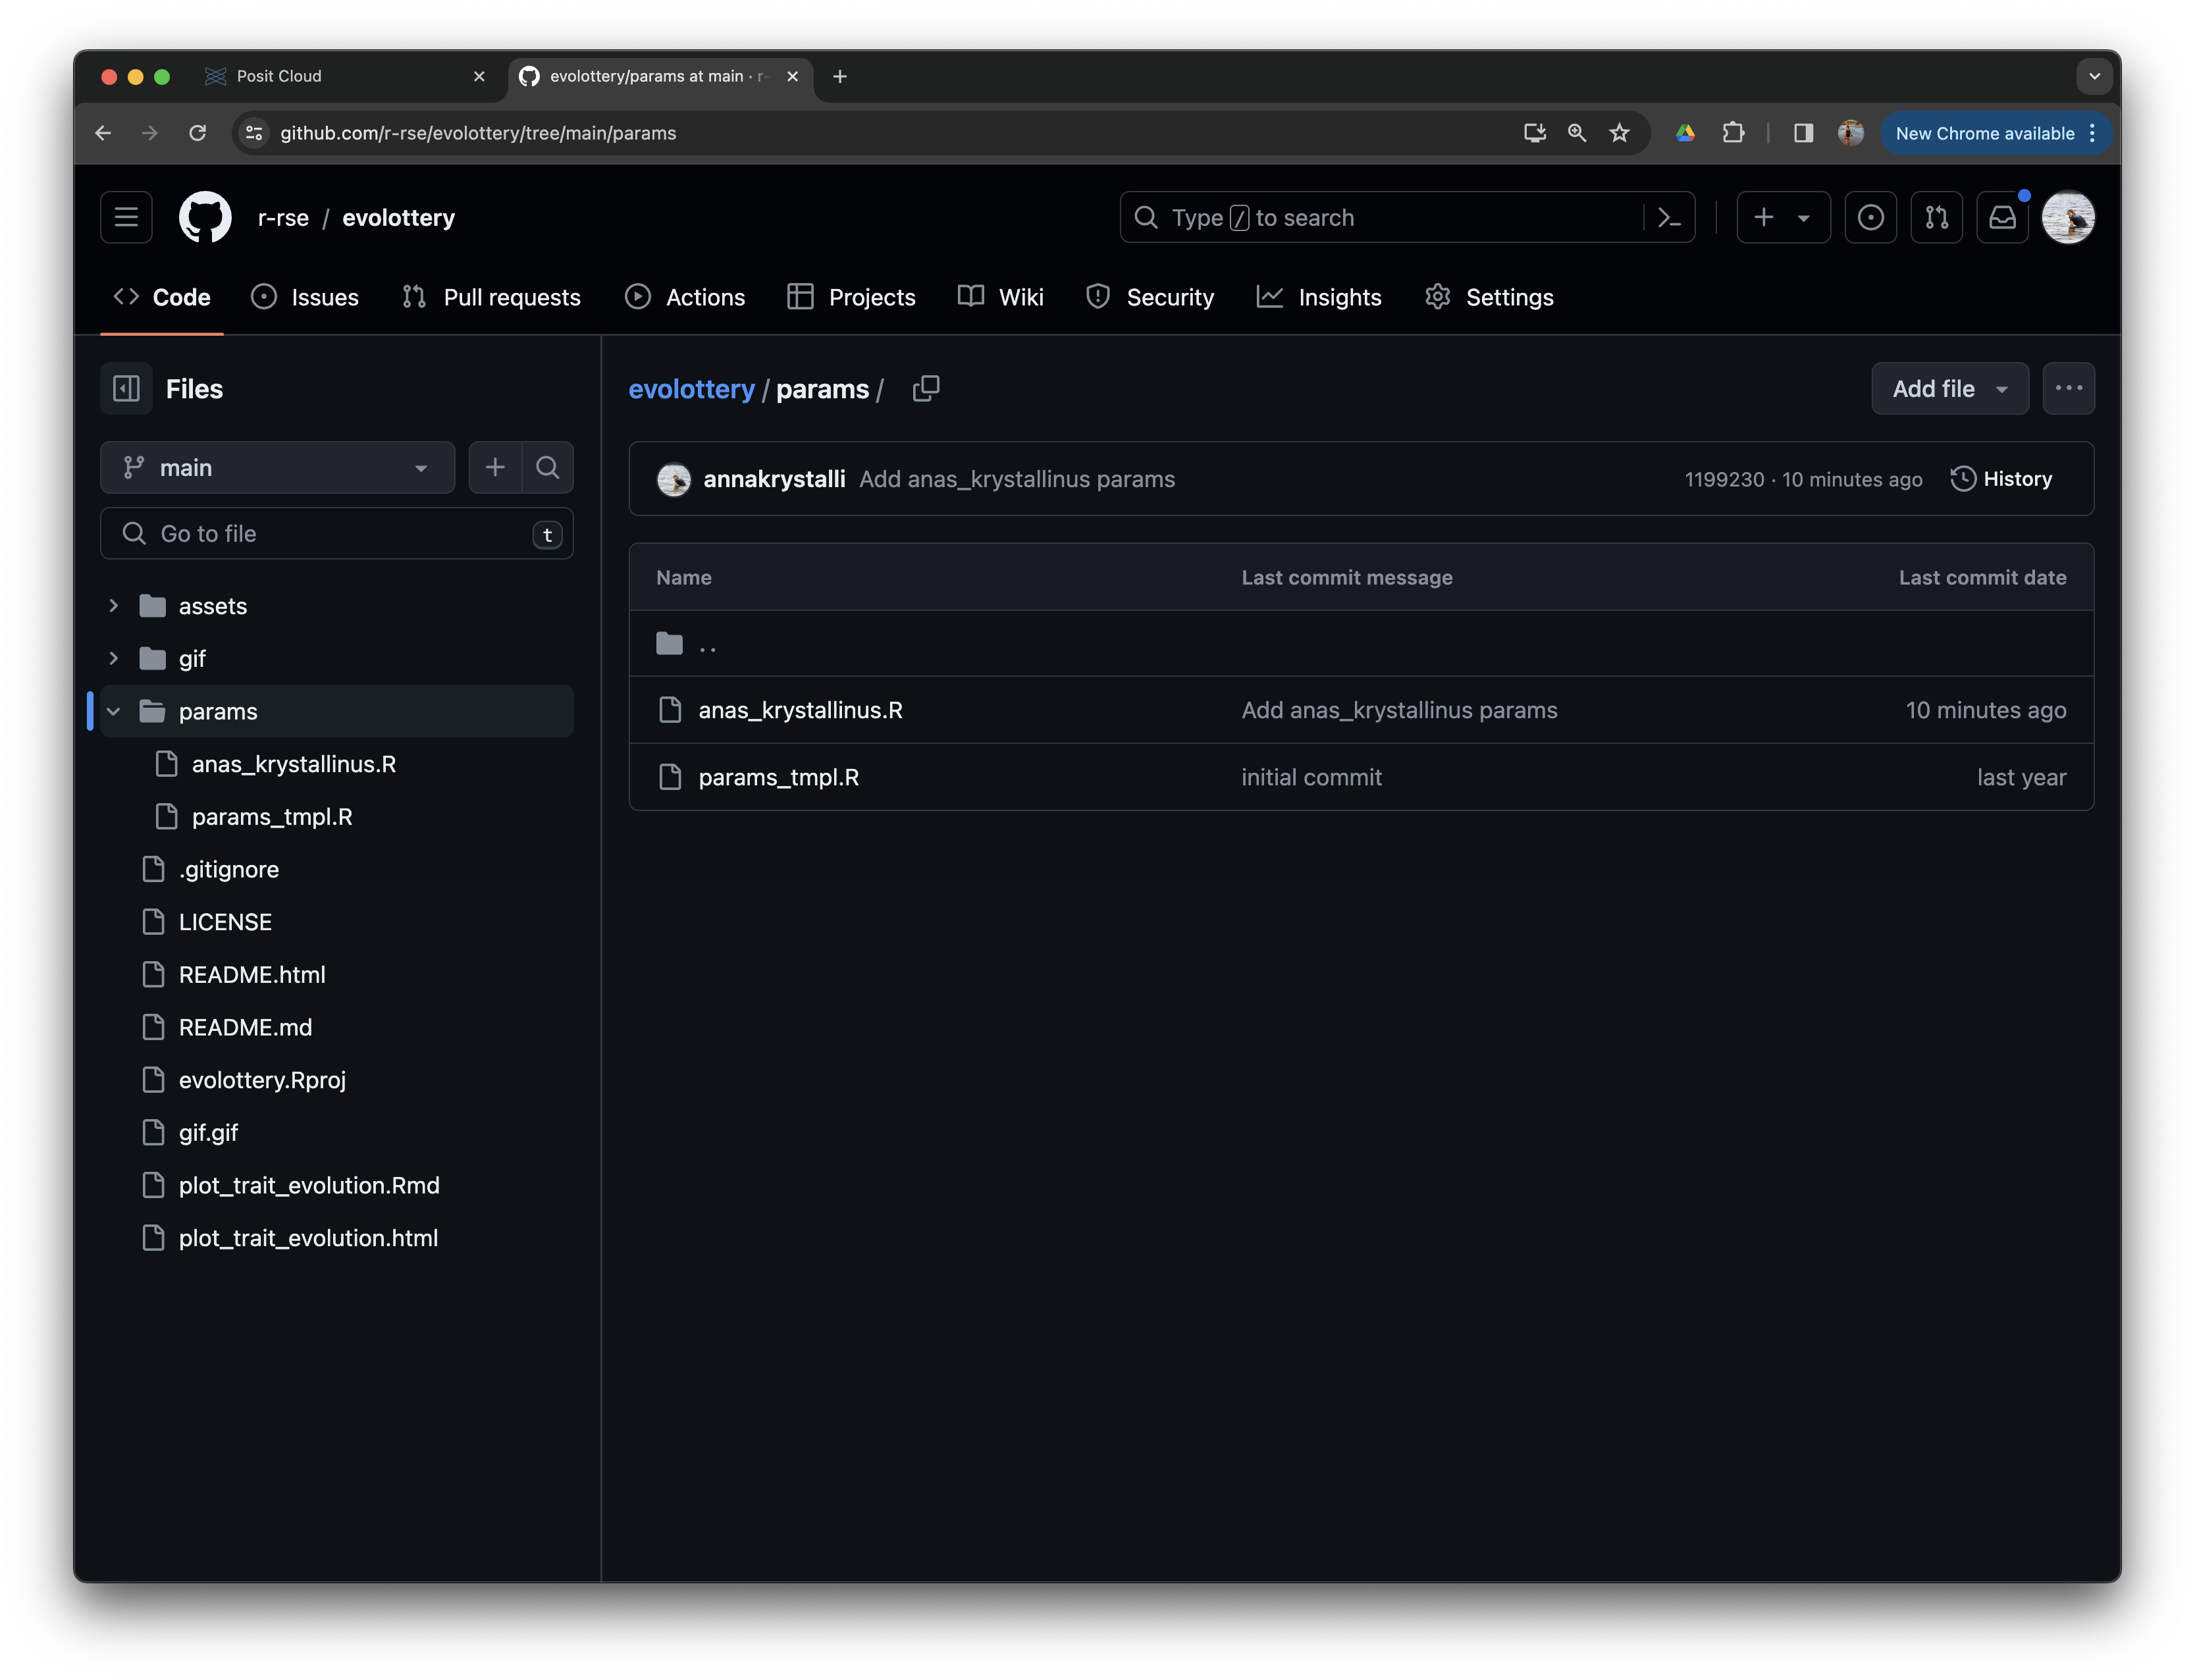 Posit Cloud
evolottery/params at main · r-
github.com/r-rse/evolottery/tree/main/params
New Chrome available
r-rse / evolottery
Type / to search
Code
Issues
Pull requests
Actions
Projects
Wiki
Security
Insights
Settings
Files
main
Go to file
t
assets
gif
params
anas_krystallinus.R
params_tmpl.R
.gitignore
LICENSE
README.html
README.md
evolottery.Rproj
gif.gif
plot_trait_evolution.Rmd
plot_trait_evolution.html
evolottery / params /
Add file
annakrystalli Add anas_krystallinus params 1199230 · 10 minutes ago History
Name Last commit message Last commit date
..
anas_krystallinus.R Add anas_krystallinus params 10 minutes ago
params_tmpl.R initial commit last year